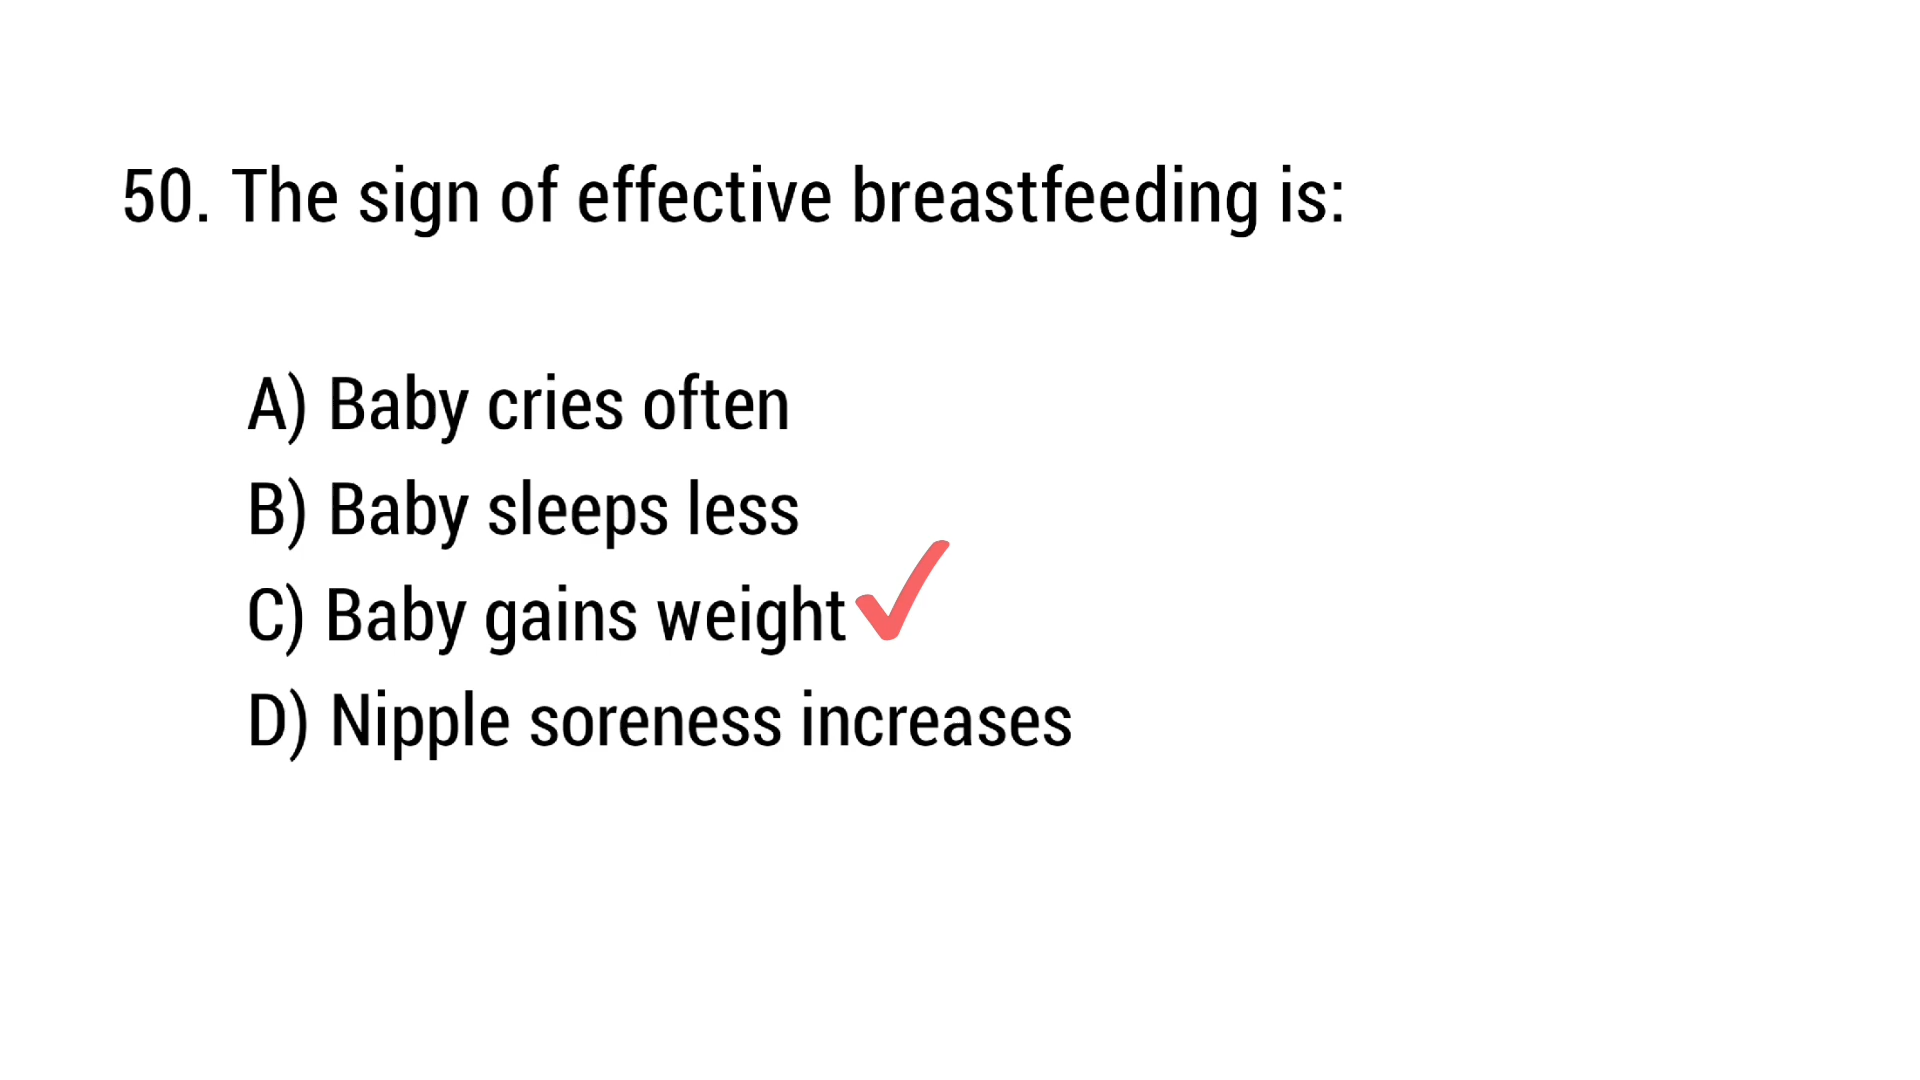 50. The sign of effective breastfeeding is:
A) Baby cries often
B) Baby sleeps less
C) Baby gains weight
D) Nipple soreness increases